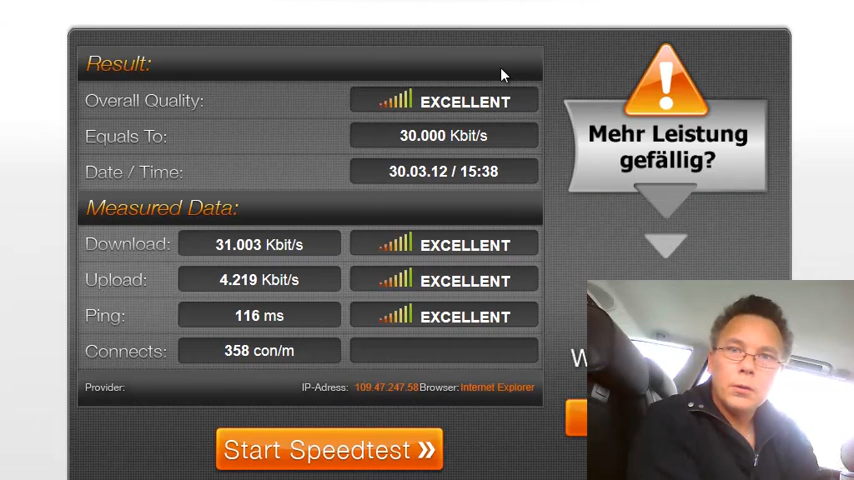 Result:
Overall Quality: EXCELLENT
Equals To: 30.000 Kbit/s
Date / Time: 30.03.12 / 15:38
Measured Data:
Download: 31.003 Kbit/s EXCELLENT
Upload: 4.219 Kbit/s EXCELLENT
Ping: 116 ms EXCELLENT
Connects: 358 con/m
Provider: IP-Adress: 109.47.247.58 Browser: Internet Explorer
Start Speedtest »
!
Mehr Leistung
gefällig?